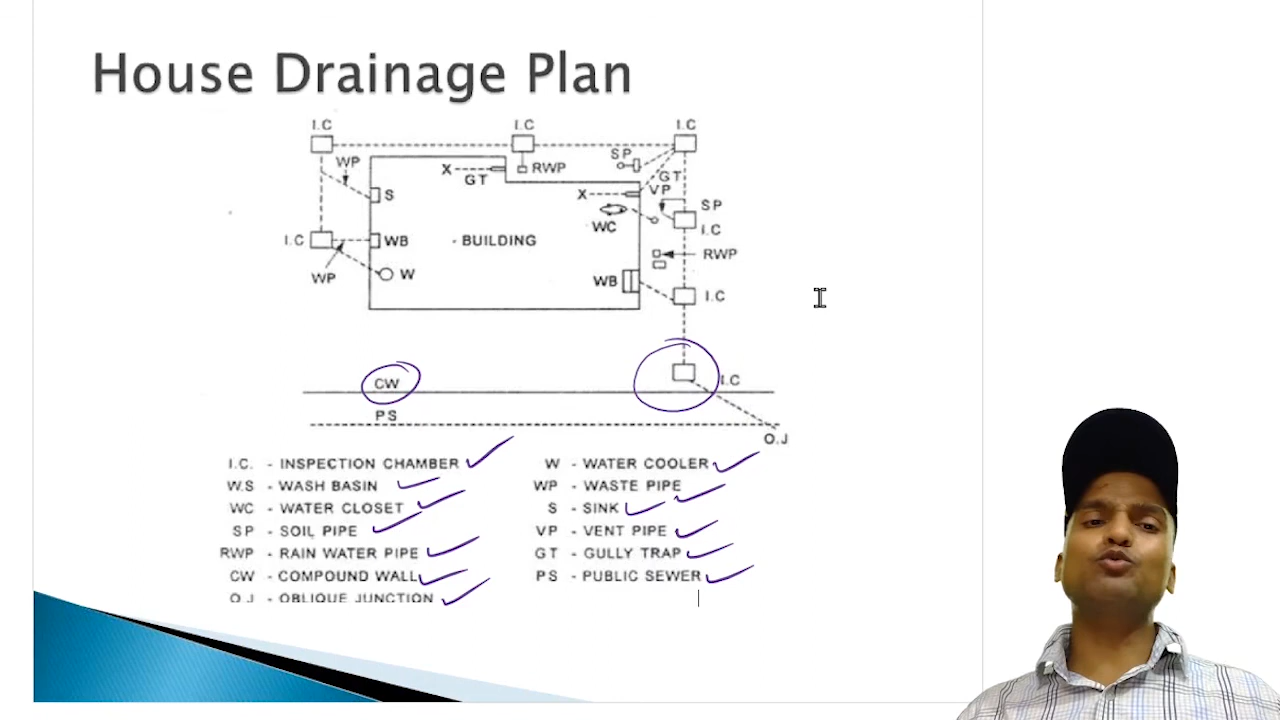 House Drainage Plan
I.C
I.C
I.C
WP
X
GT
RWP
SP
GT
S
X
VP
SP
WC
I.C
I.C
WB
- BUILDING
RWP
WP
W
WB
I.C
CW
I.C
PS
O.J
I.C. - INSPECTION CHAMBER
W.S - WASH BASIN
WC - WATER CLOSET
SP - SOIL PIPE
RWP - RAIN WATER PIPE
CW - COMPOUND WALL
O.J - OBLIQUE JUNCTION
W - WATER COOLER
WP - WASTE PIPE
S - SINK
VP - VENT PIPE
GT - GULLY TRAP
PS - PUBLIC SEWER